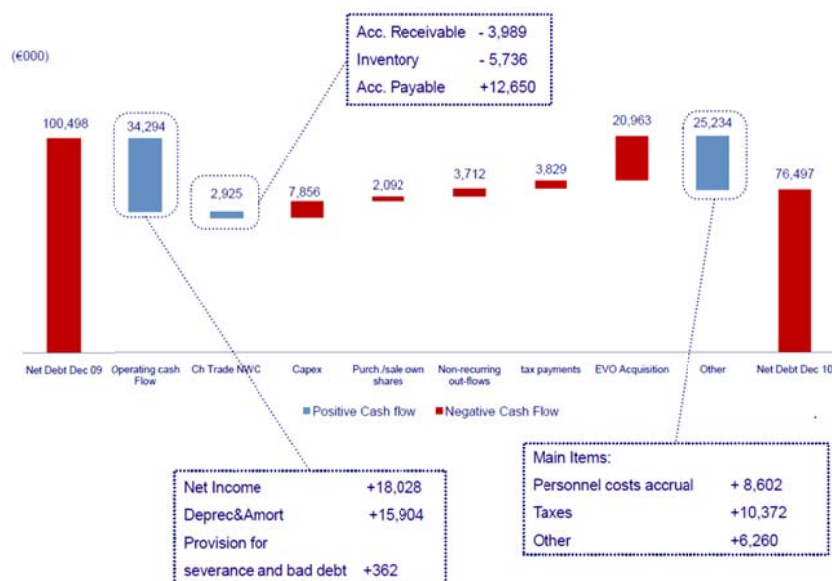 Acc. Receivable - 3,989
Inventory - 5,736
Acc. Payable +12,650
(€000)
100,498
34,294
2,925
7,856
2,092
3,712
3,829
20,963
25,234
76,497
Net Debt Dec 09
Operating cash
Flow
Ch Trade NWC
Capex
Purch./sale own
shares
Non-recurring
out-flows
tax payments
EVO Acquisition
Other
Net Debt Dec 10
Positive Cash flow
Negative Cash Flow
Net Income +18,028
Deprec&Amort +15,904
Provision for
severance and bad debt +362
Main Items:
Personnel costs accrual + 8,602
Taxes +10,372
Other +6,260